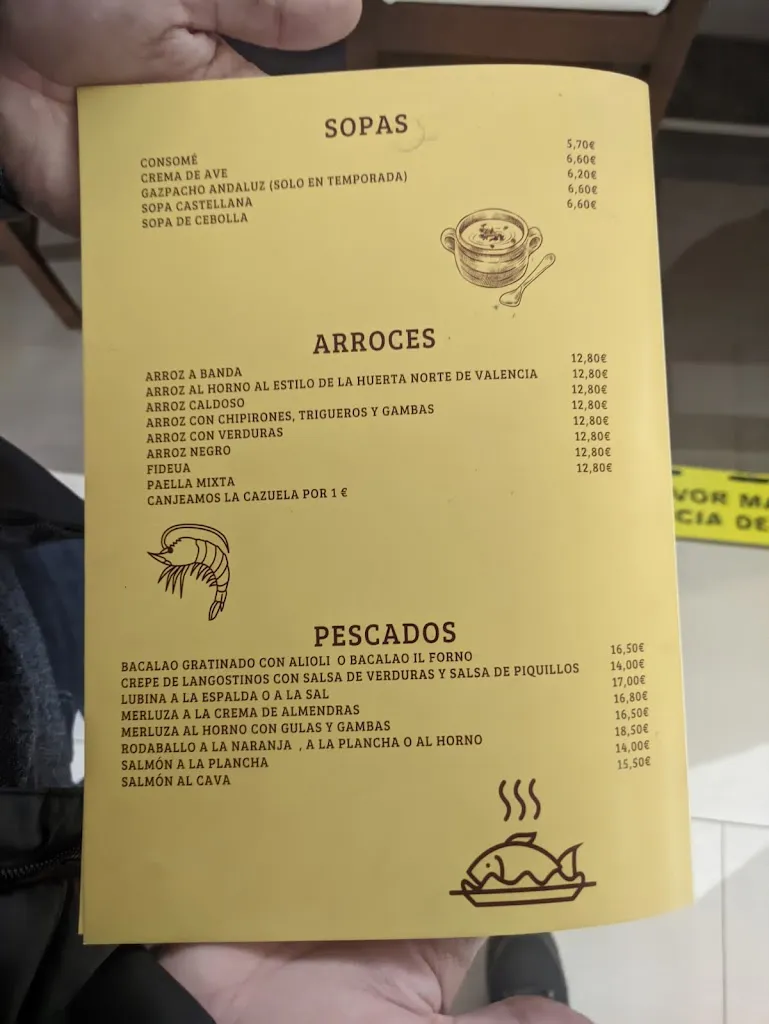 SOPAS
CONSOMÉ 5,70€
CREMA DE AVE 6,60€
GAZPACHO ANDALUZ (SOLO EN TEMPORADA) 6,20€
SOPA CASTELLANA 6,60€
SOPA DE CEBOLLA 6,60€
ARROCES
ARROZ A BANDA 12,80€
ARROZ AL HORNO AL ESTILO DE LA HUERTA NORTE DE VALENCIA 12,80€
ARROZ CALDOSO 12,80€
ARROZ CON CHIPIRONES, TRIGUEROS Y GAMBAS 12,80€
ARROZ CON VERDURAS 12,80€
ARROZ NEGRO 12,80€
FIDEUA 12,80€
PAELLA MIXTA 12,80€
CANJEAMOS LA CAZUELA POR 1 €
PESCADOS
BACALAO GRATINADO CON ALIOLI O BACALAO IL FORNO 16,50€
CREPE DE LANGOSTINOS CON SALSA DE VERDURAS Y SALSA DE PIQUILLOS 14,00€
LUBINA A LA ESPALDA O A LA SAL 17,00€
MERLUZA A LA CREMA DE ALMENDRAS 16,80€
MERLUZA AL HORNO CON GULAS Y GAMBAS 16,50€
RODABALLO A LA NARANJA , A LA PLANCHA O AL HORNO 18,50€
SALMÓN A LA PLANCHA 14,00€
SALMÓN AL CAVA 15,50€